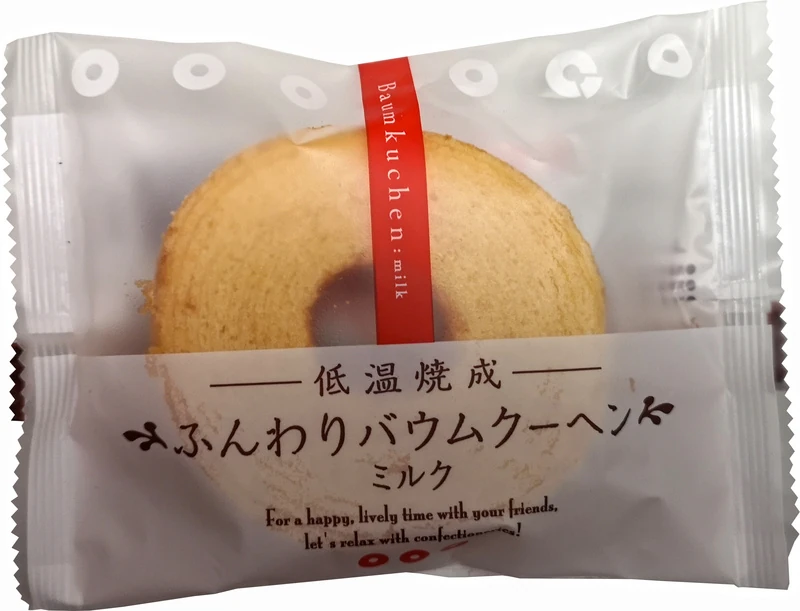 Baumkuchen:milk
低温焼成
ふんわりバウムクーヘン
ミルク
For a happy, lively time with your friends,
let's relax with confectioneries!